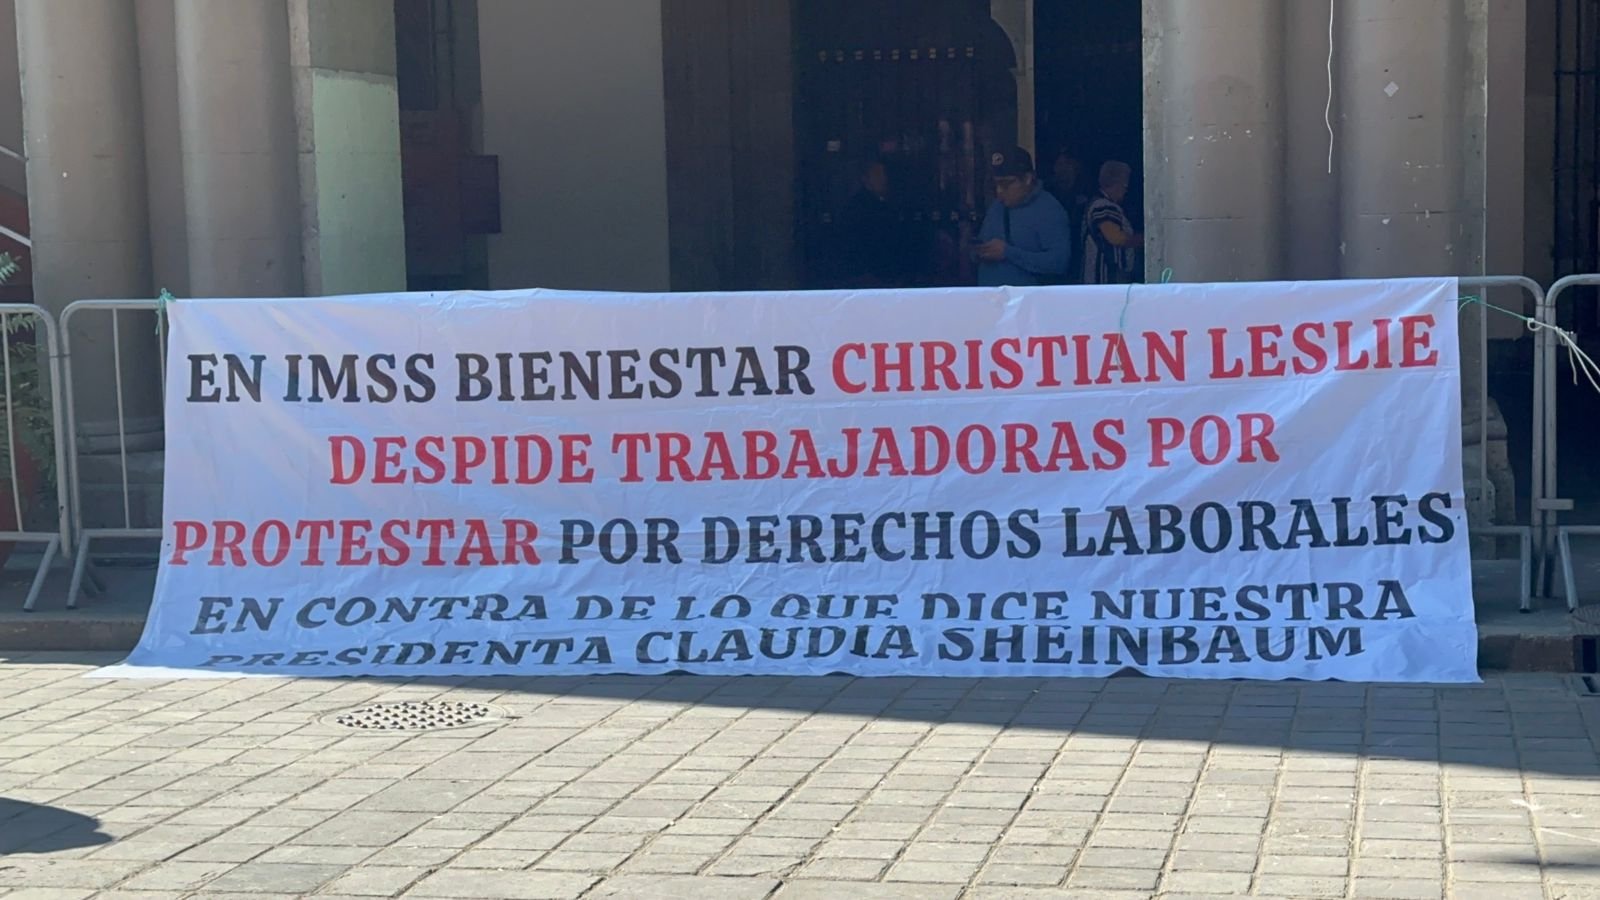 EN IMSS BIENESTAR CHRISTIAN LESLIE
DESPIDE TRABAJADORAS POR
PROTESTAR POR DERECHOS LABORALES
EN CONTRA DE LO QUE DICE NUESTRA
PRESIDENTA CLAUDIA SHEINBAUM